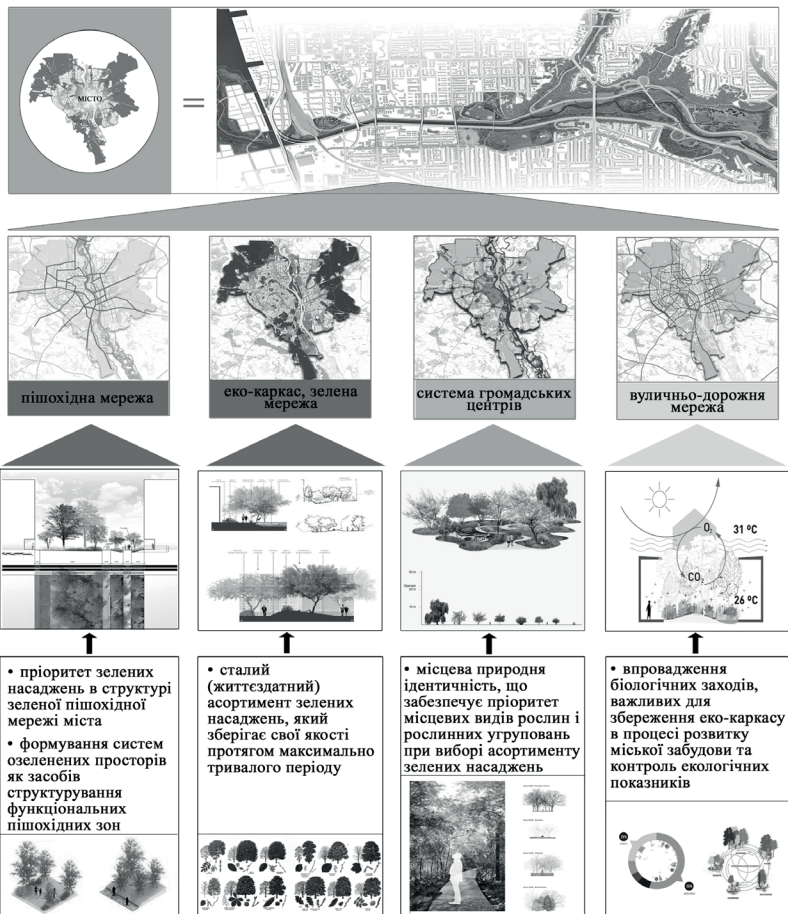 МІСТО
=
пішохідна мережа
еко-каркас, зелена
мережа
система громадських
центрів
вулично-дорожня
мережа
O₂
31 ºC
CO₂
26 ºC
• пріоритет зелених
насаджень в структурі
зеленої пішохідної
мережі міста
• формування систем
озеленених просторів
як засобів
структурування
функціональних
пішохідних зон
• сталий
(життєздатний)
асортимент зелених
насаджень, який
зберігає свої якості
протягом максимально
тривалого періоду
• місцева природня
ідентичність, що
забезпечує пріоритет
місцевих видів рослин і
рослинних угруповань
при виборі асортименту
зелених насаджень
• впровадження
біологічних заходів,
важливих для
збереження еко-каркасу
в процесі розвитку
міської забудови та
контроль екологічних
показників